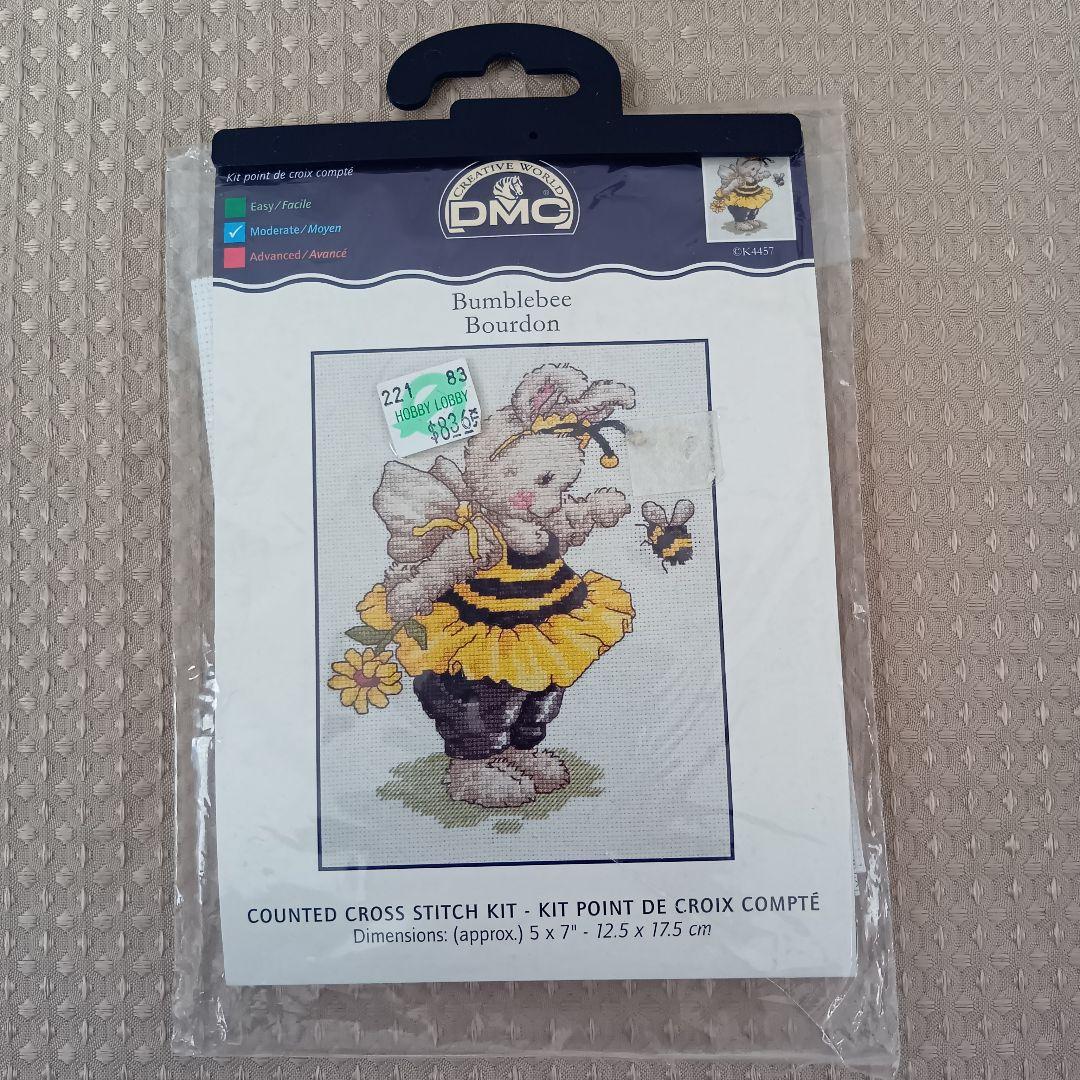 Kit point de croix compté
Easy/Facile
Moderate/Moyen
Advanced/Avancé
CREATIVE WORLD
DMC®
©K4457
Bumblebee
Bourdon
221 83
HOBBY LOBBY
COUNTED CROSS STITCH KIT - KIT POINT DE CROIX COMPTÉ
Dimensions: (approx.) 5 x 7" - 12.5 x 17.5 cm